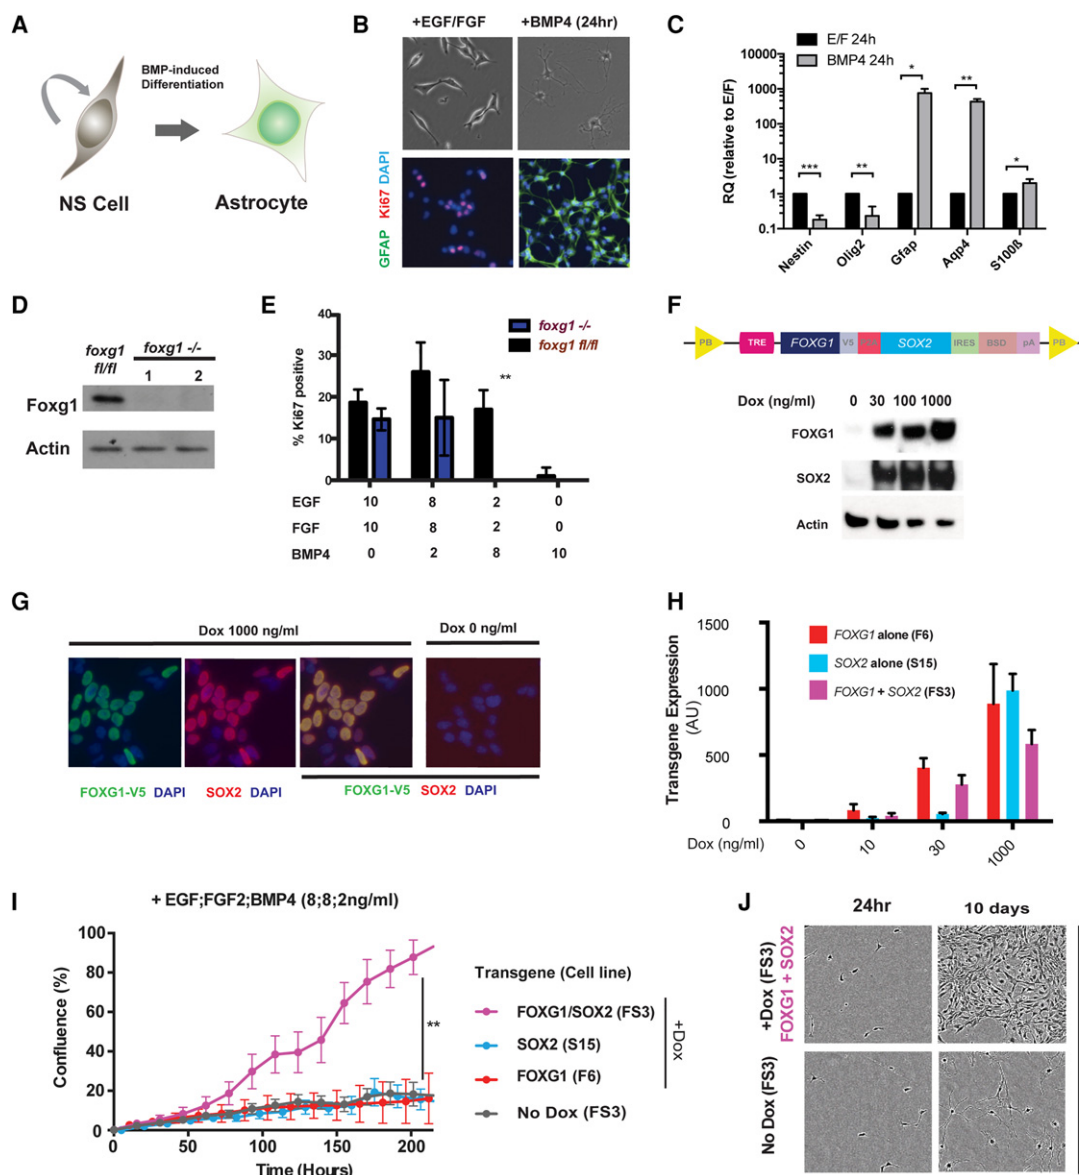 A
BMP-induced
Differentiation
NS Cell
Astrocyte
B
+EGF/FGF
+BMP4 (24hr)
GFAP Ki67 DAPI
C
E/F 24h
BMP4 24h
RQ (relative to E/F)
10000
1000
100
10
1
0.1
***
**
*
**
*
Nestin
Olig2
Gfap
Aqp4
S100ß
D
foxg1
fl/fl
foxg1 -/-
1
2
Foxg1
Actin
E
% Ki67 positive
40
30
20
10
0
foxg1 -/-
foxg1 fl/fl
**
EGF 10 8 2 0
FGF 10 8 2 0
BMP4 0 2 8 10
F
PB
TRE
FOXG1
V5
SOX2
IRES
BSD
pA
PB
Dox (ng/ml) 0 30 100 1000
FOXG1
SOX2
Actin
G
Dox 1000 ng/ml
Dox 0 ng/ml
FOXG1-V5 DAPI
SOX2 DAPI
FOXG1-V5 SOX2 DAPI
H
Transgene Expression
(AU)
1500
1000
500
0
FOXG1 alone (F6)
SOX2 alone (S15)
FOXG1 + SOX2 (FS3)
Dox (ng/ml)
0
10
30
1000
I
+ EGF;FGF2;BMP4 (8;8;2ng/ml)
Confluence (%)
100
80
60
40
20
0
0
50
100
150
200
Time (Hours)
**
Transgene (Cell line)
FOXG1/SOX2 (FS3)
SOX2 (S15)
FOXG1 (F6)
No Dox (FS3)
+Dox
J
24hr
10 days
+Dox (FS3)
FOXG1 + SOX2
No Dox (FS3)